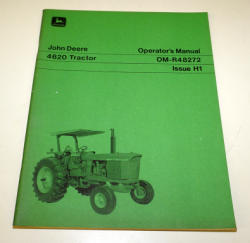 John Deere
4620 Tractor
Operator's Manual
OM-R48272
Issue H1